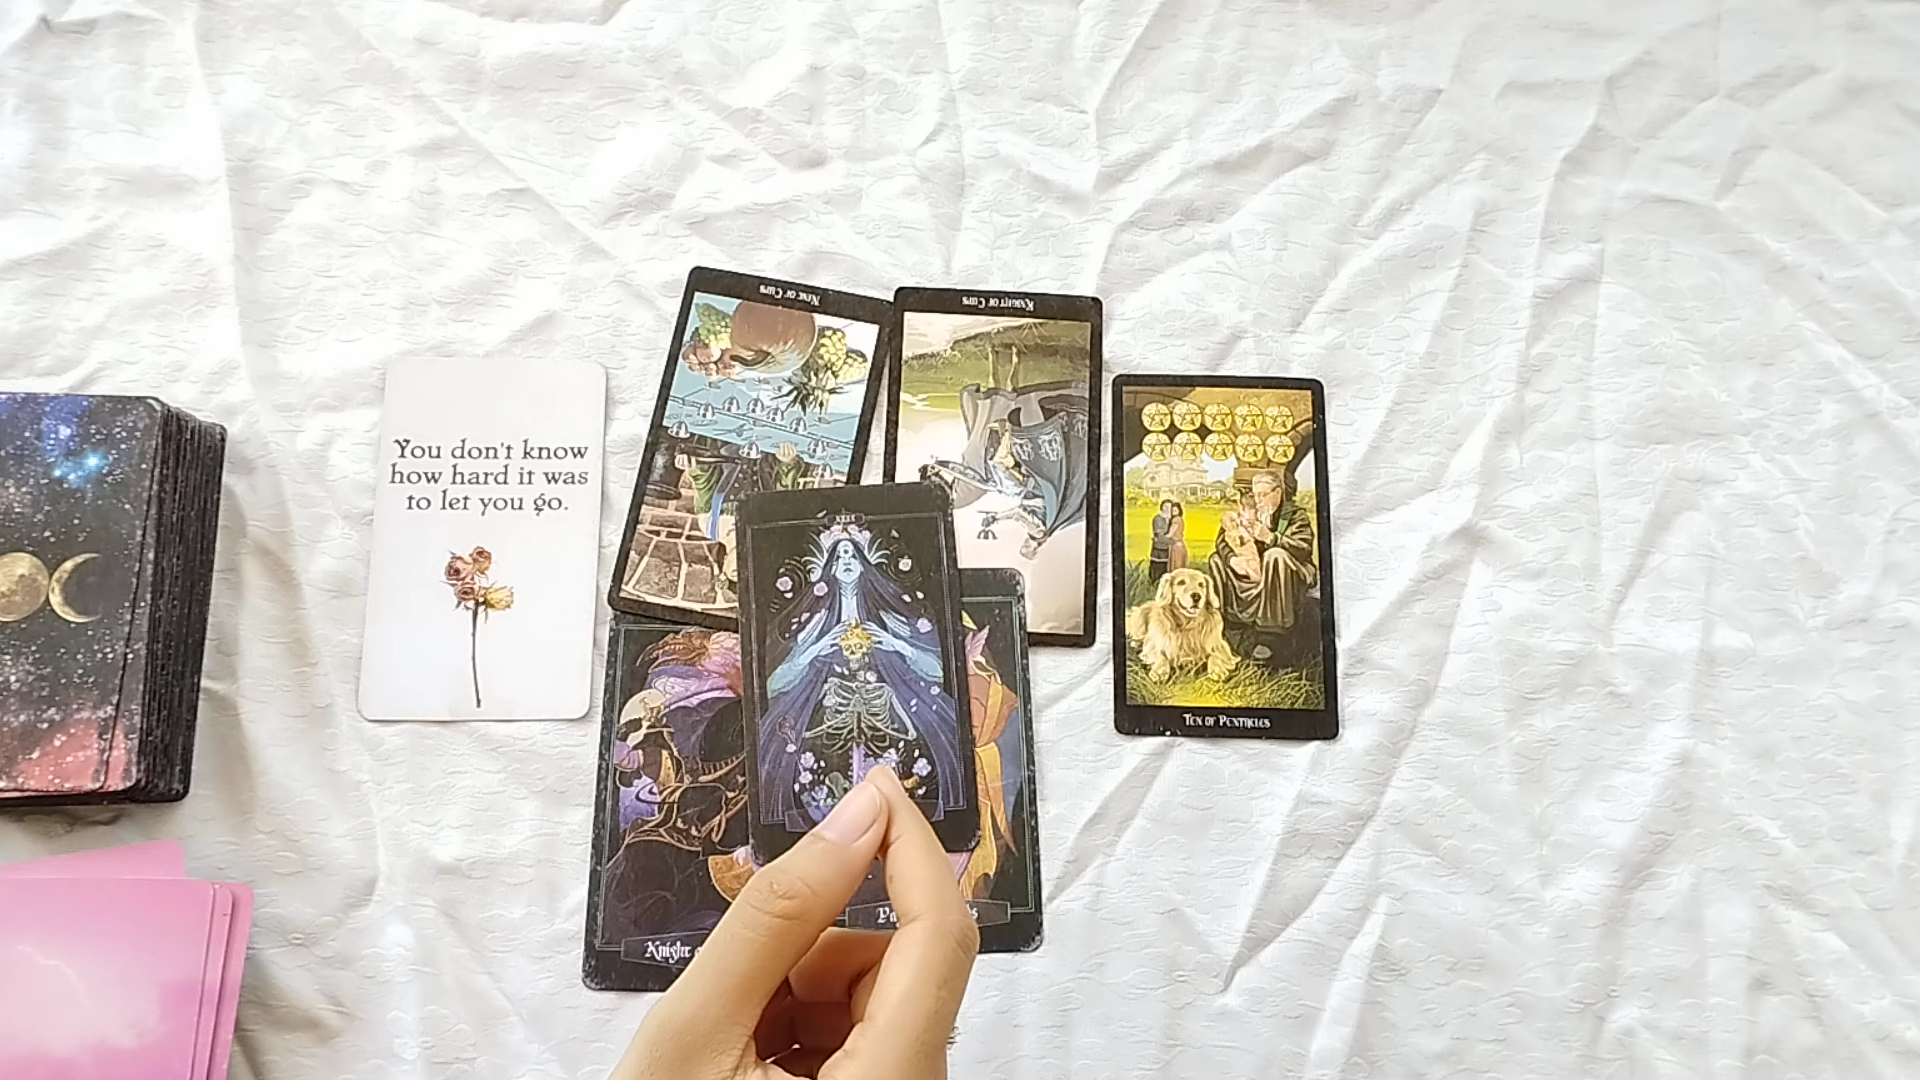 You don't know
how hard it was
to let you go.
Nine of Cups
Knight of Cups
Ten of Pentacles
Knight